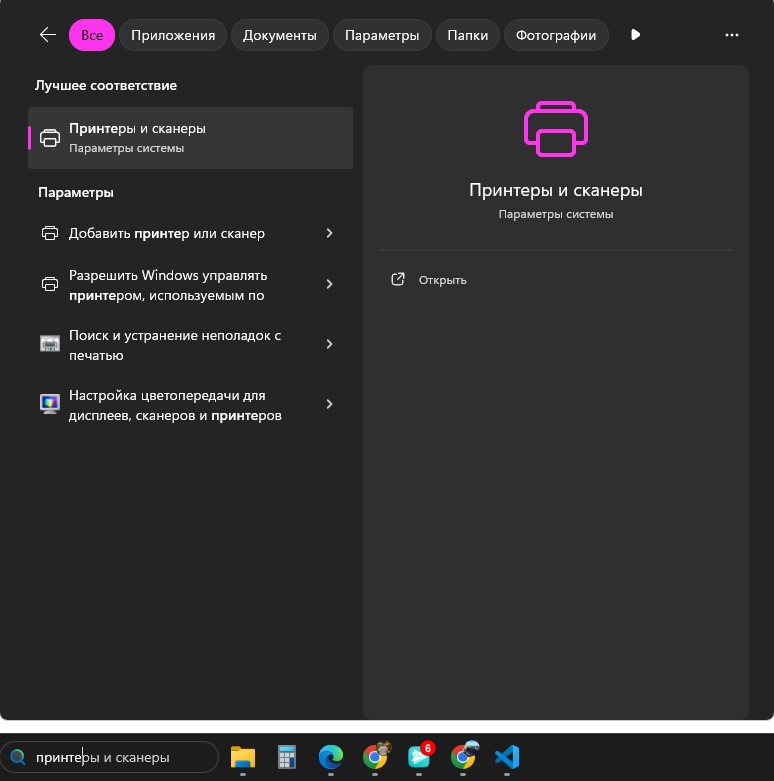 Все Приложения Документы Параметры Папки Фотографии
Лучшее соответствие
Принтеры и сканеры
Параметры системы
Параметры
Добавить принтер или сканер
Разрешить Windows управлять
принтером, используемым по
Поиск и устранение неполадок с
печатью
Настройка цветопередачи для
дисплеев, сканеров и принтеров
Принтеры и сканеры
Параметры системы
Открыть
принтеры и сканеры
6